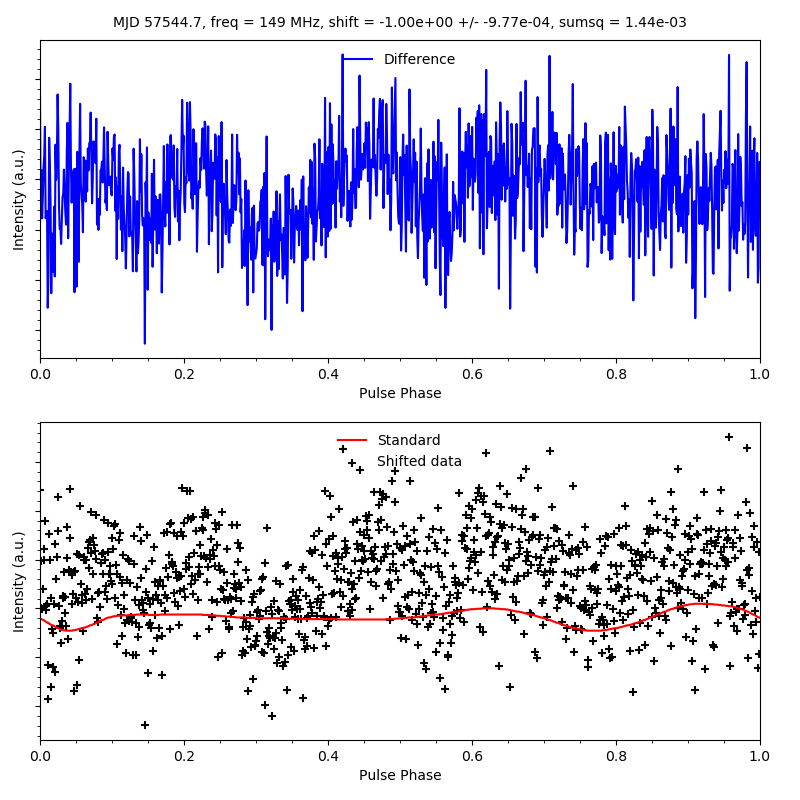 MJD 57544.7, freq = 149 MHz, shift = -1.00e+00 +/- -9.77e-04, sumsq = 1.44e-03
Difference
Intensity (a.u.)
0.0 0.2 0.4 0.6 0.8 1.0
Pulse Phase
Standard
Shifted data
Intensity (a.u.)
0.0 0.2 0.4 0.6 0.8 1.0
Pulse Phase